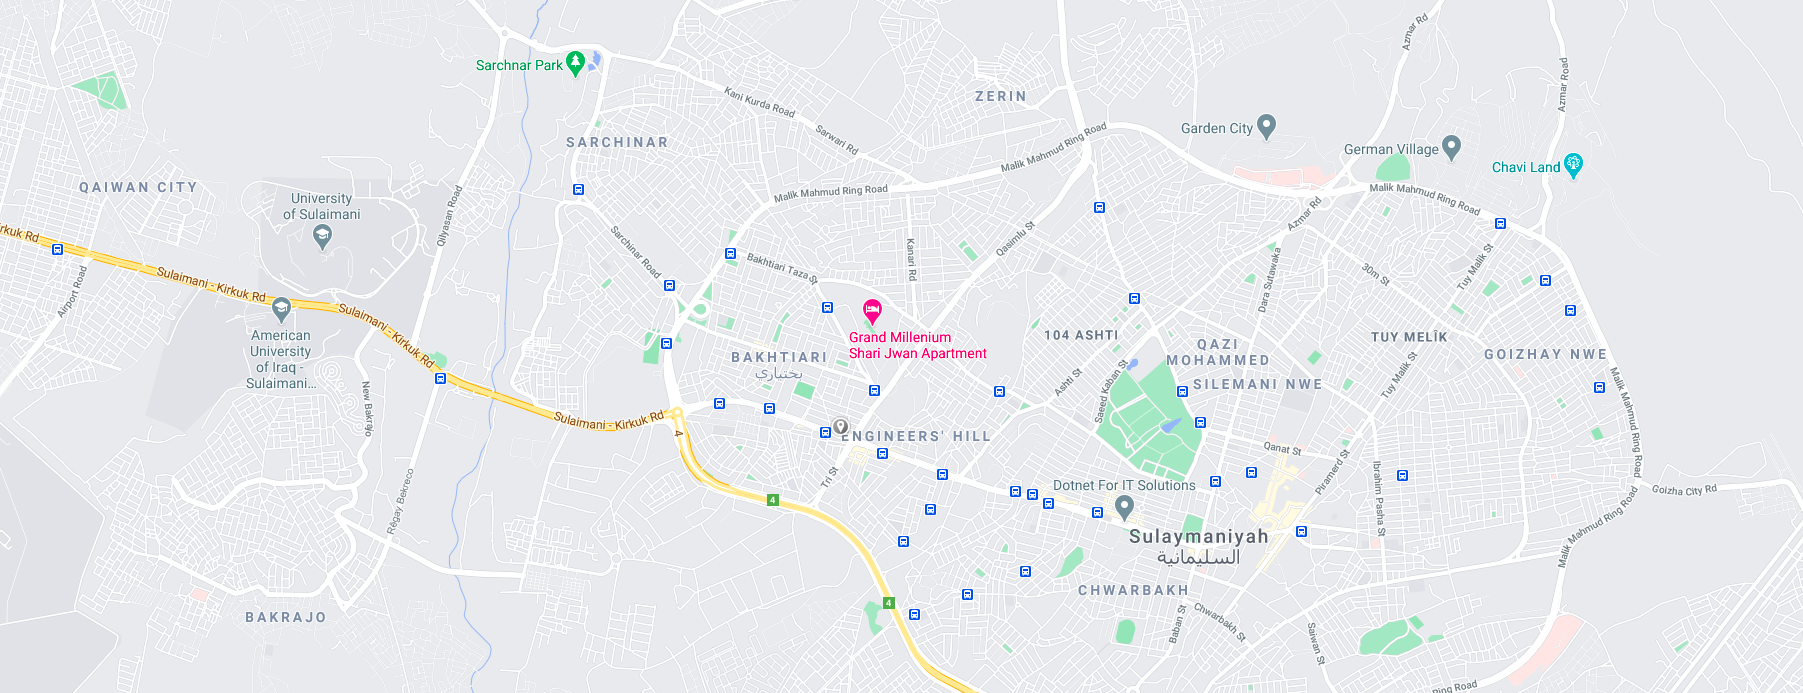 Azmar Rd
Sarchnar Park
Azmar Road
Kani Kurda Road
ZERIN
Sarwari Rd
SARCHINAR
Malik Mahmud Ring Road
Garden City
German Village
Chavi Land
QAIWAN CITY
University
of Sulaimani
Qilyasan Road
Malik Mahmud Ring Road
Malik Mahmud Ring Road
Azmar Rd
rkuk Rd
Sulaimani - Kirkuk Rd
Airport Road
Sarchinar Road
Kanari Rd
Qasimlu St
Bakhtiari Taza St
Dara Sutawaka
30m St
Tuy Malik St
Sulaimani - Kirkuk Rd
American
University
of Iraq -
Sulaimani...
Grand Millenium
Shari Jwan Apartment
104 ASHTI
QAZI
MOHAMMED
TUY MELÎK
GOIZHAY NWE
BAKHTIARI
بختياري
SILEMANI NWE
Ashti St
Saeed Kaban St
Tuy Malik St
New Bakrajo
Sulaimani - Kirkuk Rd
4
ENGINEERS' HILL
Malik Mahmud Ring Road
Qanat St
Piramerd St
Ibrahim Pasha St
Tri St
Dotnet For IT Solutions
Goizha City Rd
4
Rêgay Bekreco
Sulaymaniyah
السليمانية
Malik Mahmud Ring Road
CHWARBAKH
4
BAKRAJO
Baban St
Chwarbakh St
Saiwan St
Ring Road